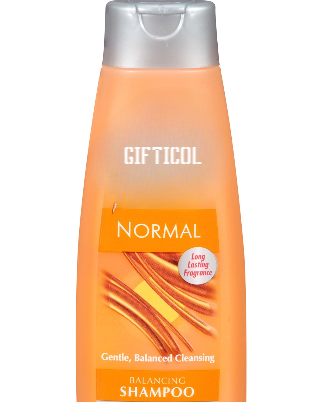 GIFTICOL
NORMAL
Long
Lasting
Fragrance
Gentle, Balanced Cleansing
BALANCING
SHAMPOO